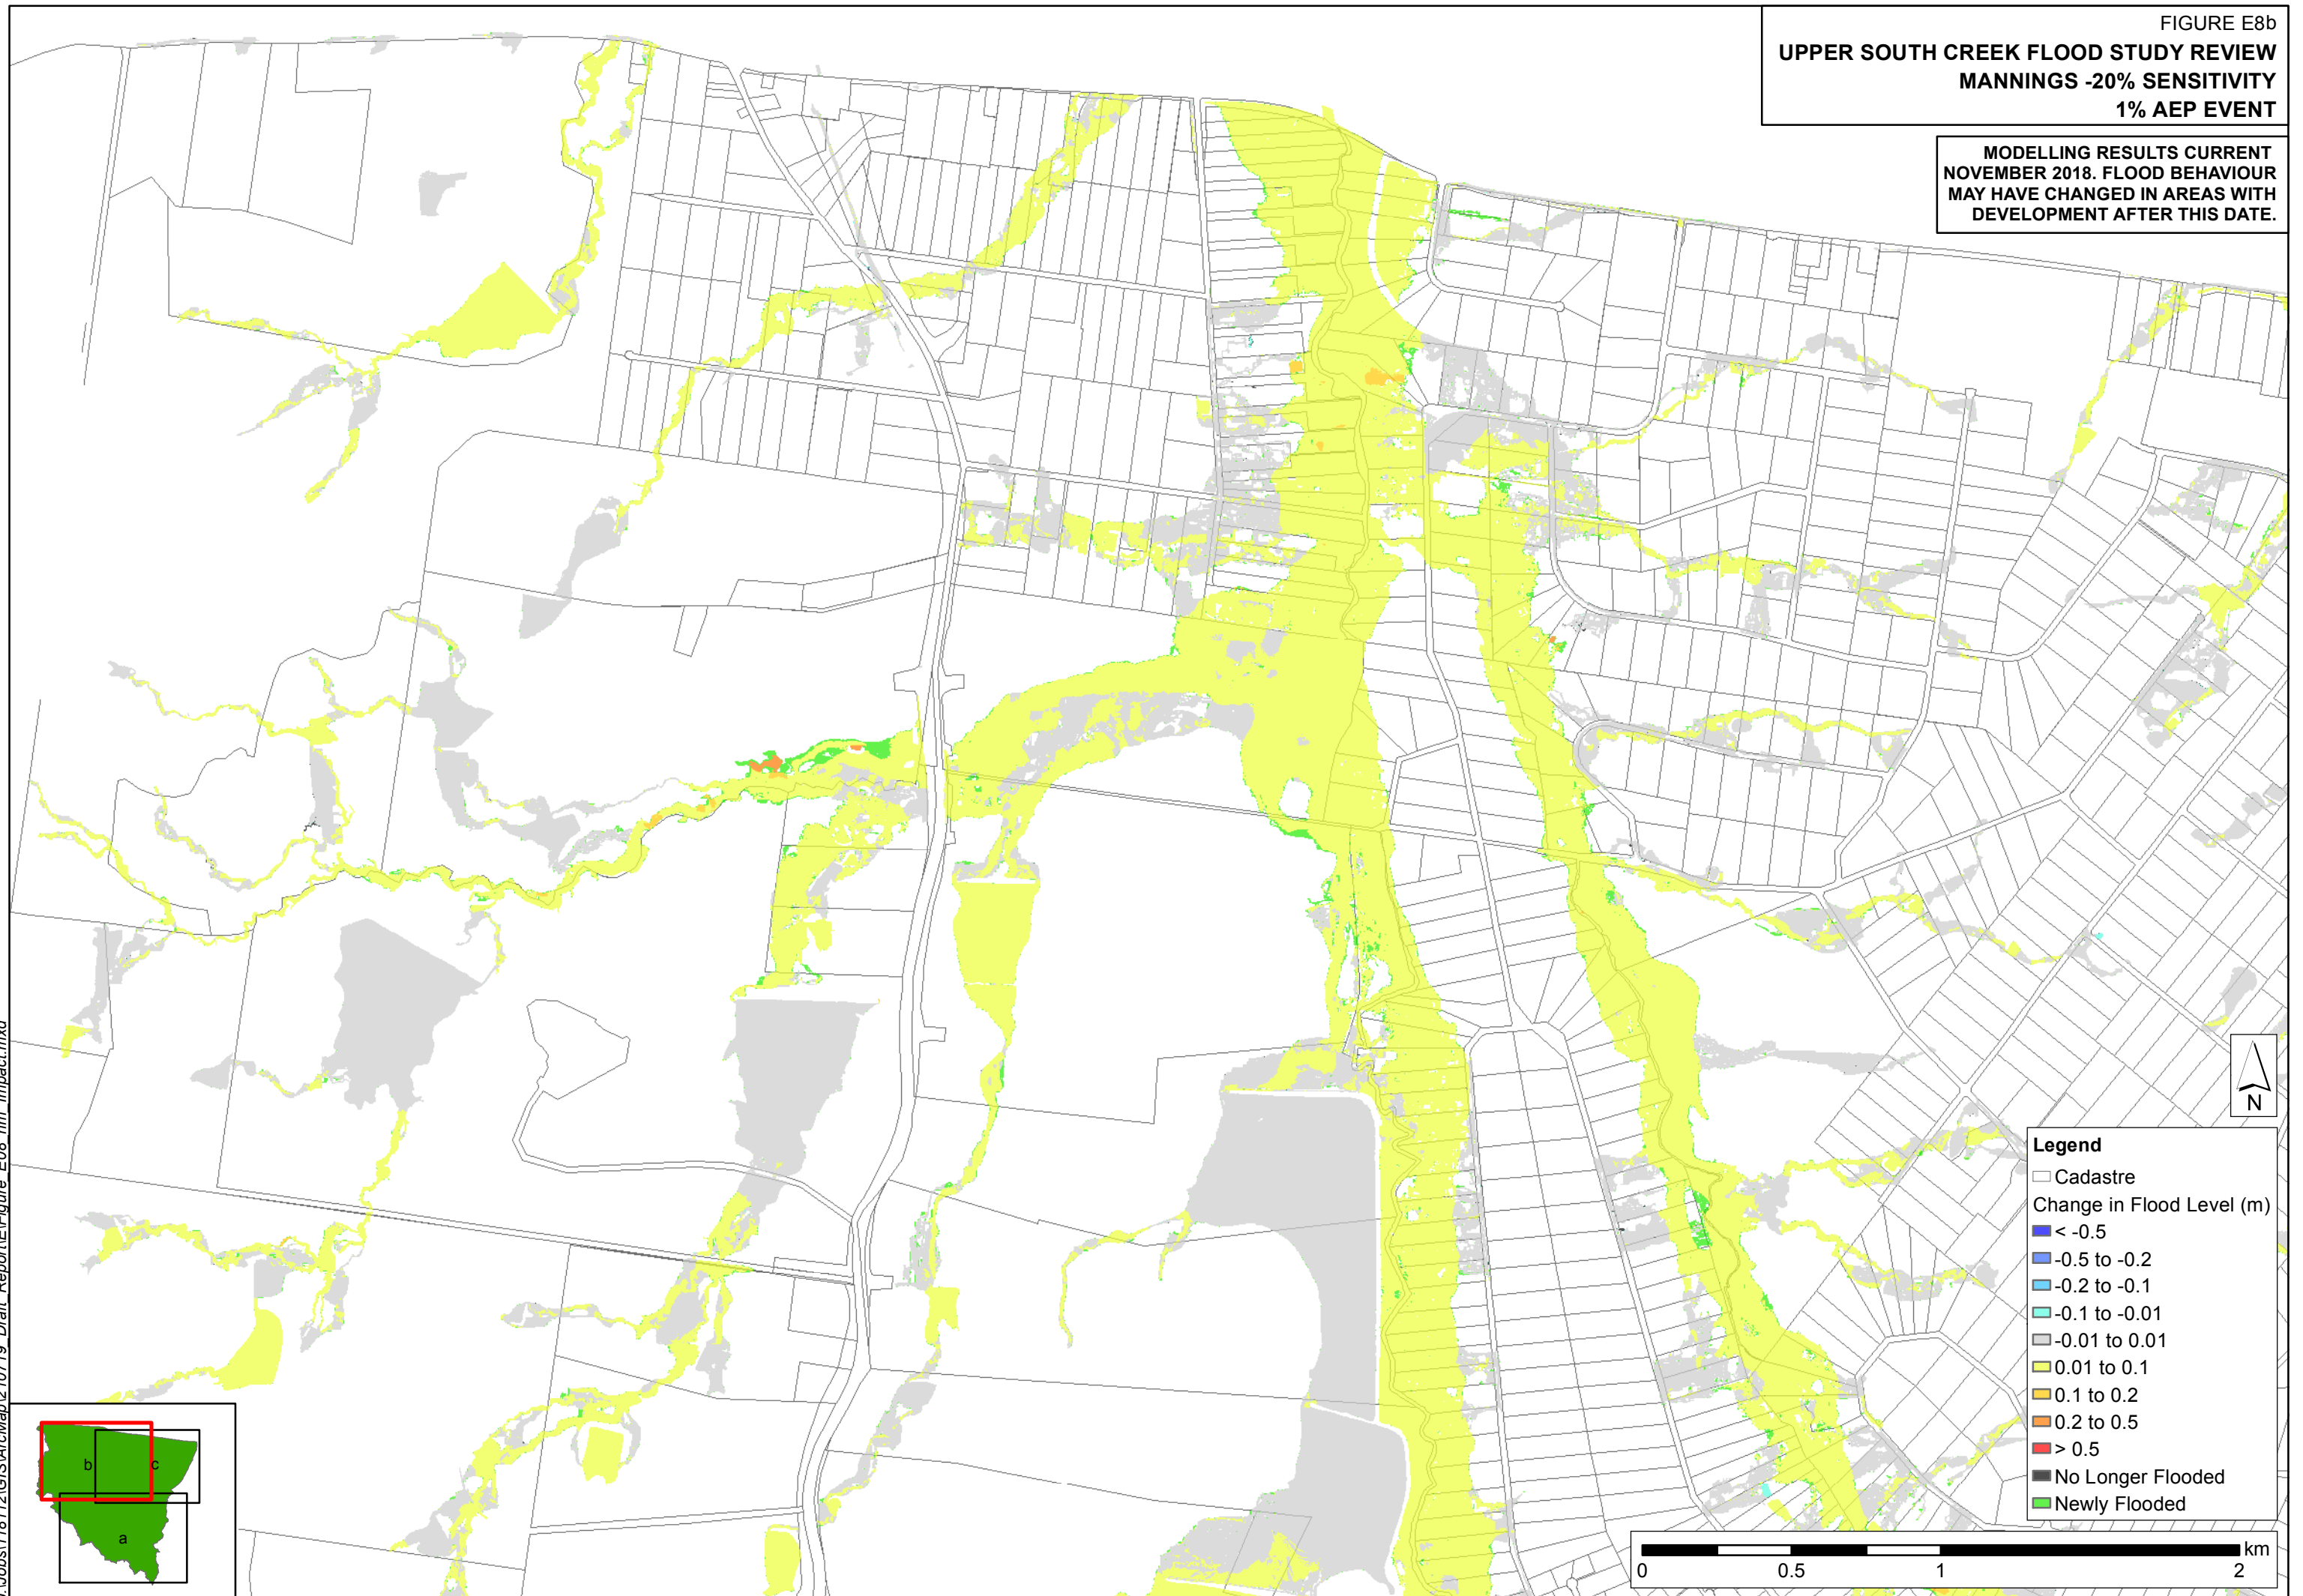 FIGURE E8b
UPPER SOUTH CREEK FLOOD STUDY REVIEW
MANNINGS -20% SENSITIVITY
1% AEP EVENT
MODELLING RESULTS CURRENT
NOVEMBER 2018. FLOOD BEHAVIOUR
MAY HAVE CHANGED IN AREAS WITH
DEVELOPMENT AFTER THIS DATE.
N
Legend
Cadastre
Change in Flood Level (m)
< -0.5
-0.5 to -0.2
-0.2 to -0.1
-0.1 to -0.01
-0.01 to 0.01
0.01 to 0.1
0.1 to 0.2
0.2 to 0.5
> 0.5
No Longer Flooded
Newly Flooded
km
0 0.5 1 2
b c
a